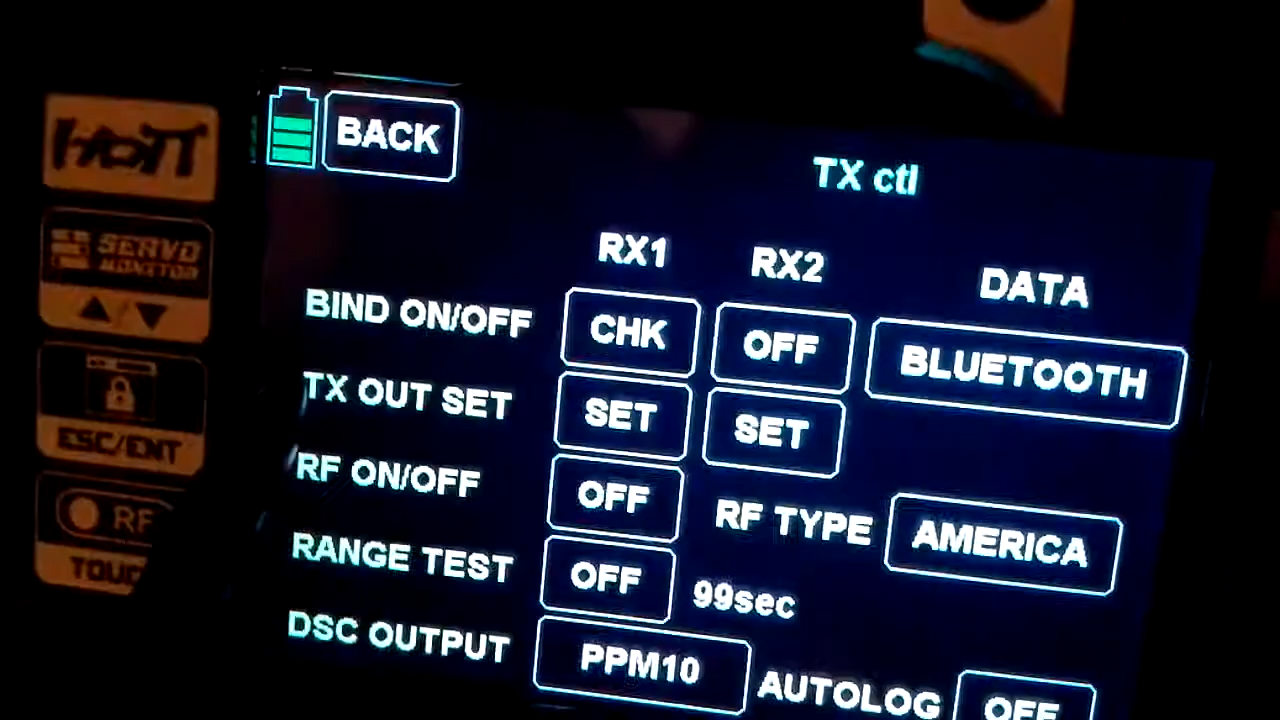 HoTT
SERVO
MONITOR
ESC/ENT
RF
BACK
TX ctl
RX1 RX2 DATA
BIND ON/OFF CHK OFF BLUETOOTH
TX OUT SET SET SET
RF ON/OFF OFF RF TYPE AMERICA
RANGE TEST OFF 99sec
DSC OUTPUT PPM10 AUTOLOG OFF